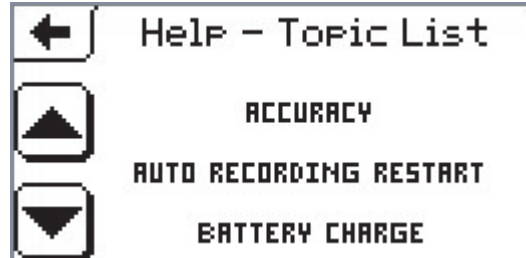 Help - Topic List
ACCURACY
AUTO RECORDING RESTART
BATTERY CHARGE